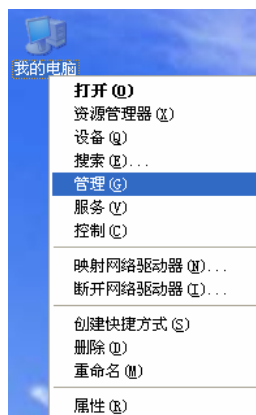 我的电脑
打开(O)
资源管理器(X)
设备(Q)
搜索(E)...
管理(G)
服务(V)
控制(C)
映射网络驱动器(N)...
断开网络驱动器(I)...
创建快捷方式(S)
删除(D)
重命名(M)
属性(R)